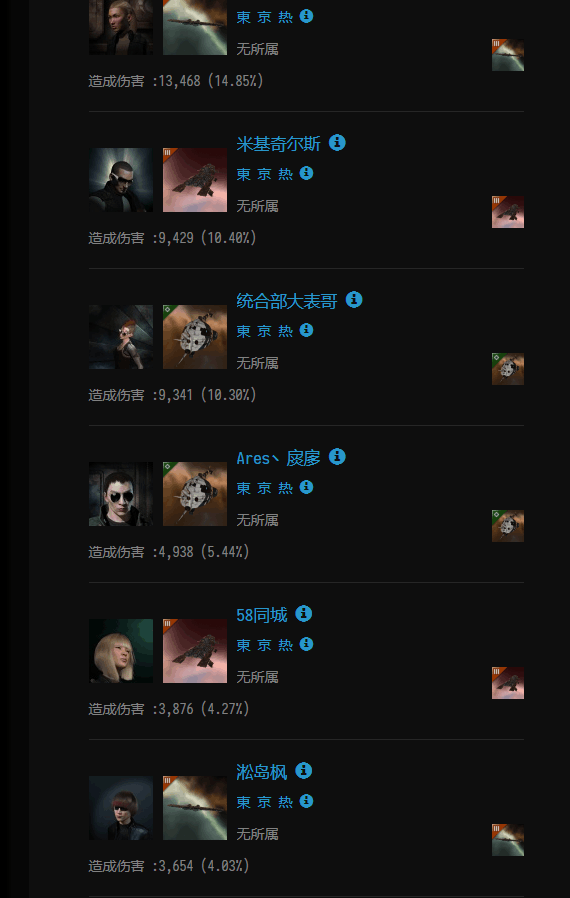 東 京 热
无所属
造成伤害 :13,468 (14.85%)
米基奇尔斯
東 京 热
无所属
造成伤害 :9,429 (10.40%)
统合部大表哥
東 京 热
无所属
造成伤害 :9,341 (10.30%)
Ares丶
東 京 热
无所属
造成伤害 :4,938 (5.44%)
58同城
東 京 热
无所属
造成伤害 :3,876 (4.27%)
淞岛枫
東 京 热
无所属
造成伤害 :3,654 (4.03%)